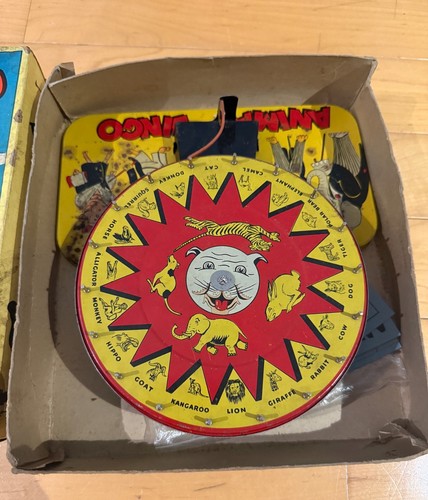 ANIMAL BINGO
CAT
CAMEL
ELEPHANT
POLAR BEAR
TIGER
DOG
COW
RABBIT
GIRAFFE
LION
KANGAROO
GOAT
HIPPO
MONKEY
ALLIGATOR
HORSE
SQUIRREL
DONKEY